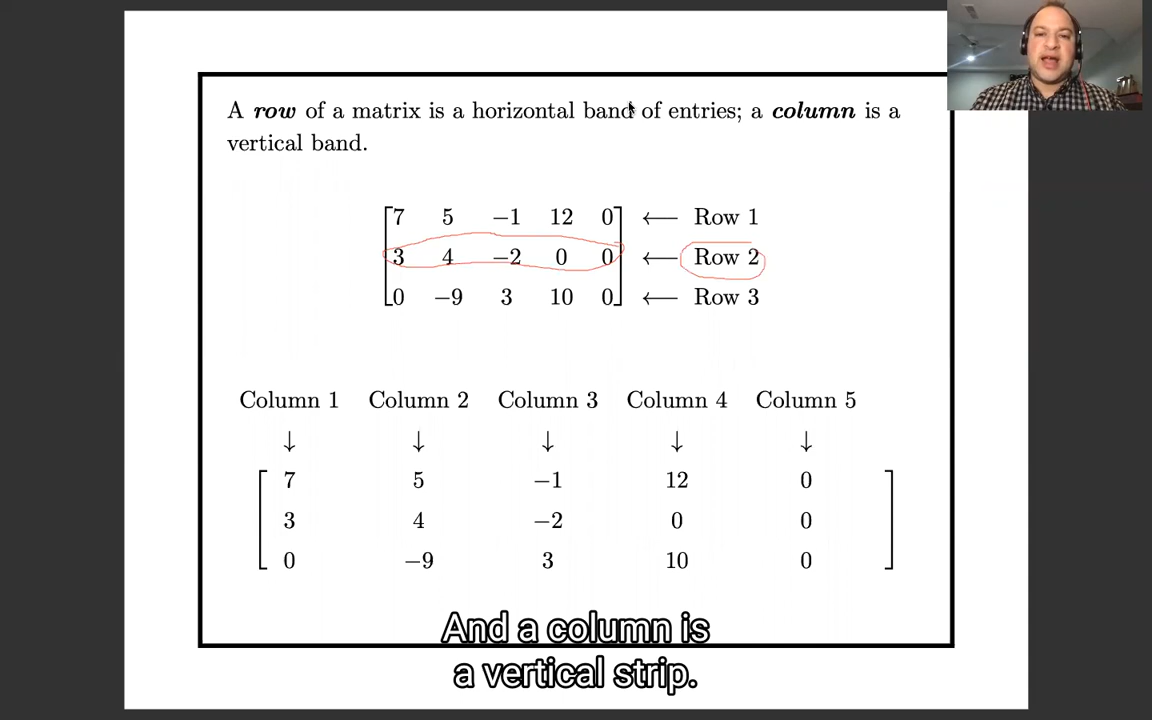 A row of a matrix is a horizontal band of entries; a column is a
vertical band.
7 5 −1 12 0 ← Row 1
3 4 −2 0 0 ← Row 2
0 −9 3 10 0 ← Row 3
Column 1 Column 2 Column 3 Column 4 Column 5
↓ ↓ ↓ ↓ ↓
7 5 −1 12 0
3 4 −2 0 0
0 −9 3 10 0
And a column is
a vertical strip.